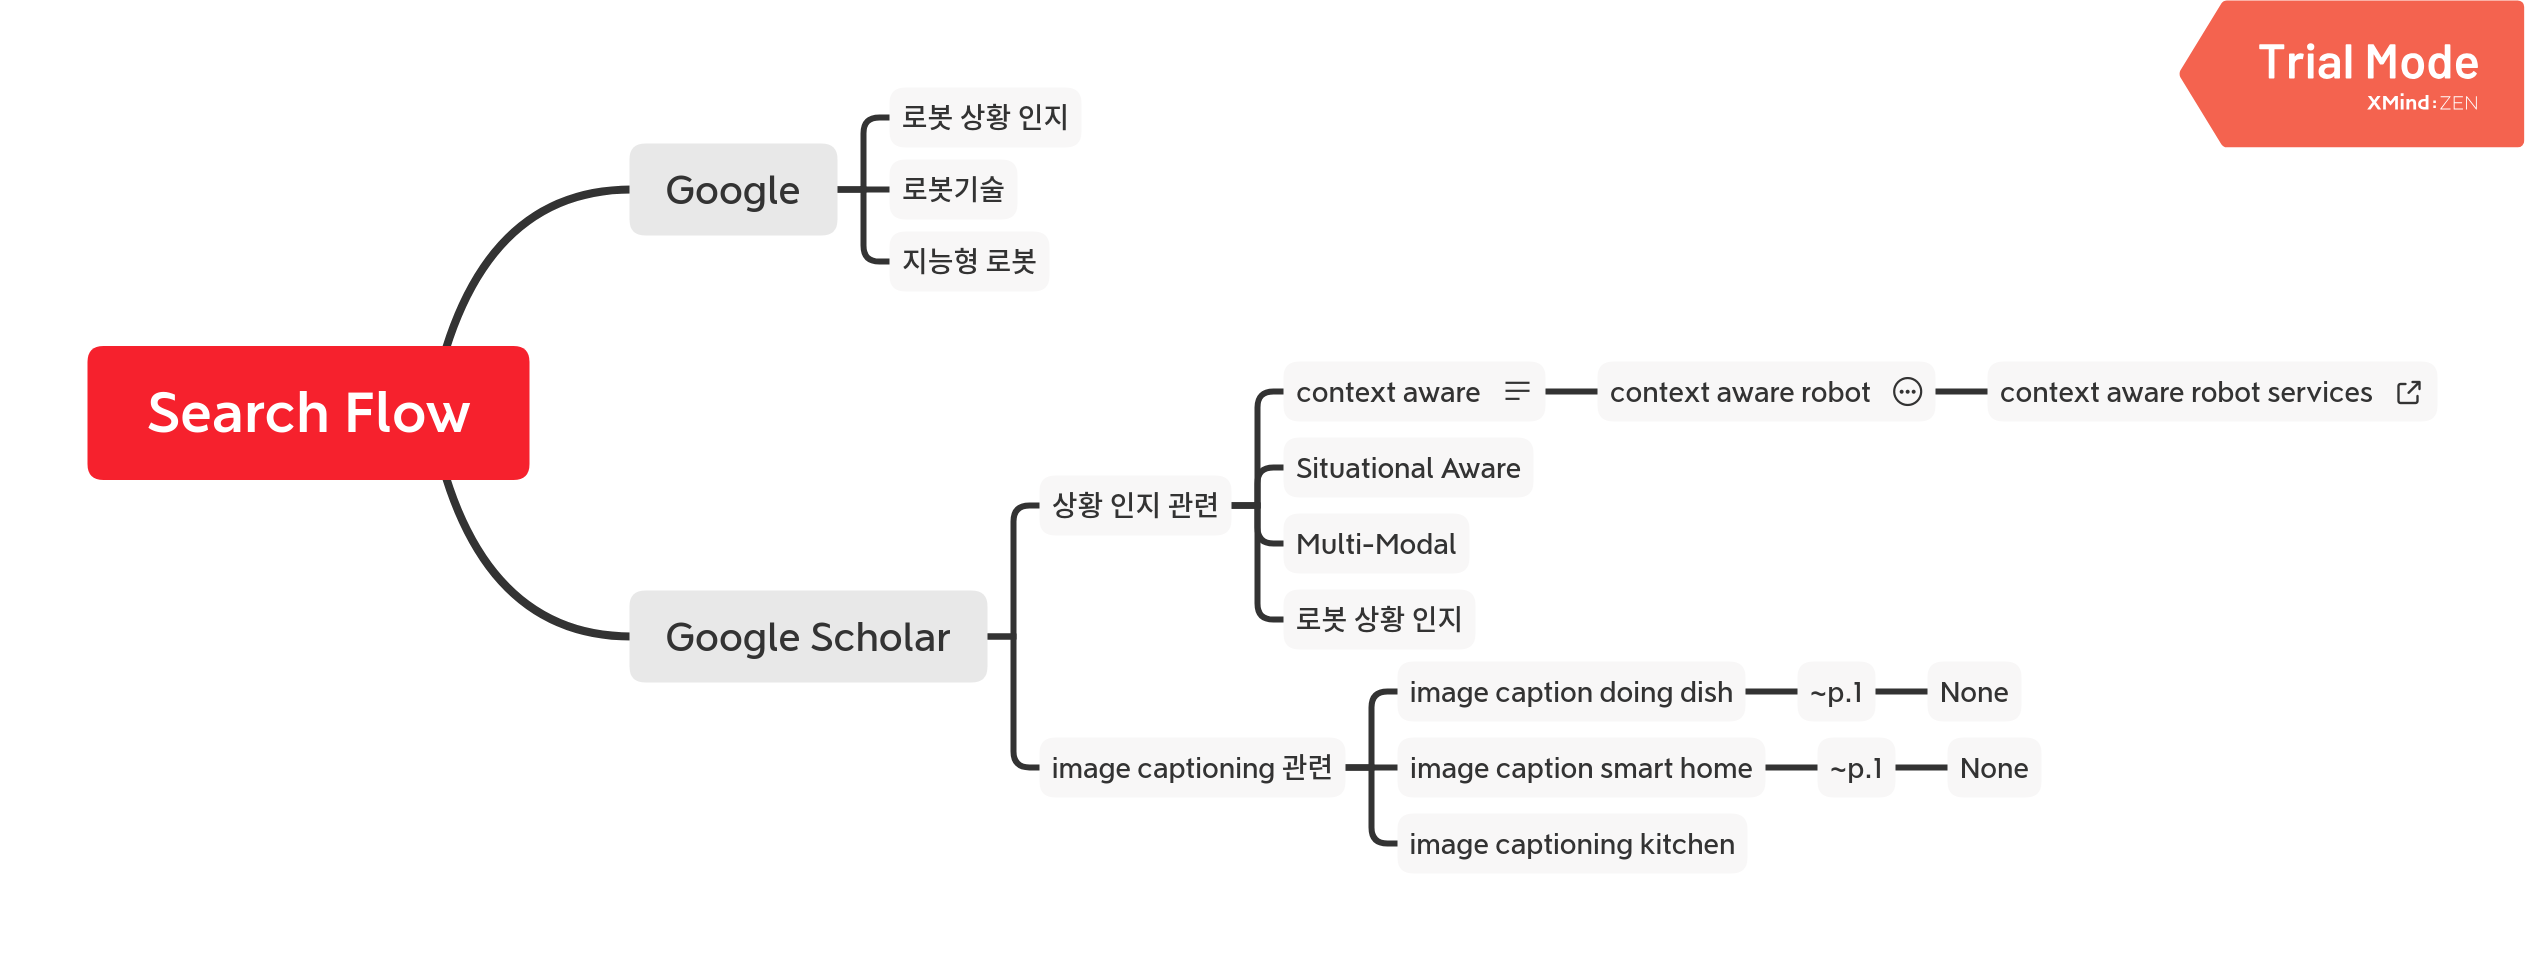 Trial Mode
XMind:ZEN
Search Flow
Google
로봇 상황 인지
로봇기술
지능형 로봇
Google Scholar
상황 인지 관련
context aware
context aware robot
context aware robot services
Situational Aware
Multi-Modal
로봇 상황 인지
image captioning 관련
image caption doing dish
~p.1
None
image caption smart home
~p.1
None
image captioning kitchen